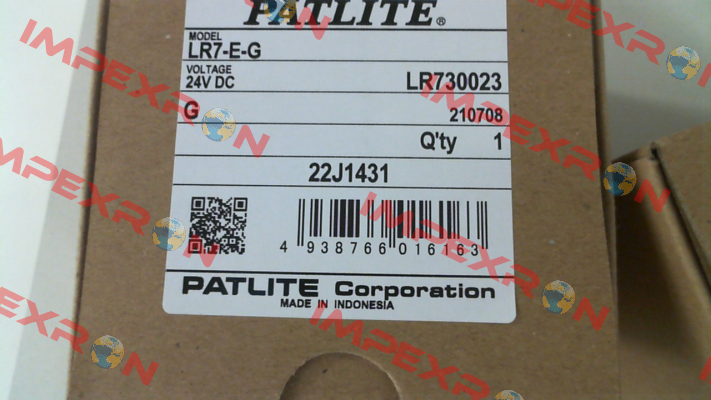 PATLITE®
MODEL
LR7-E-G
VOLTAGE
24V DC
LR730023
G
210708
Q'ty 1
22J1431
4 938766 016163
PATLITE Corporation
MADE IN INDONESIA
IMPEXRON
IMPEXRON
IMPEXRON
IMPEXRON
IMPEXRON
IMPEXRON
IMPEXRON